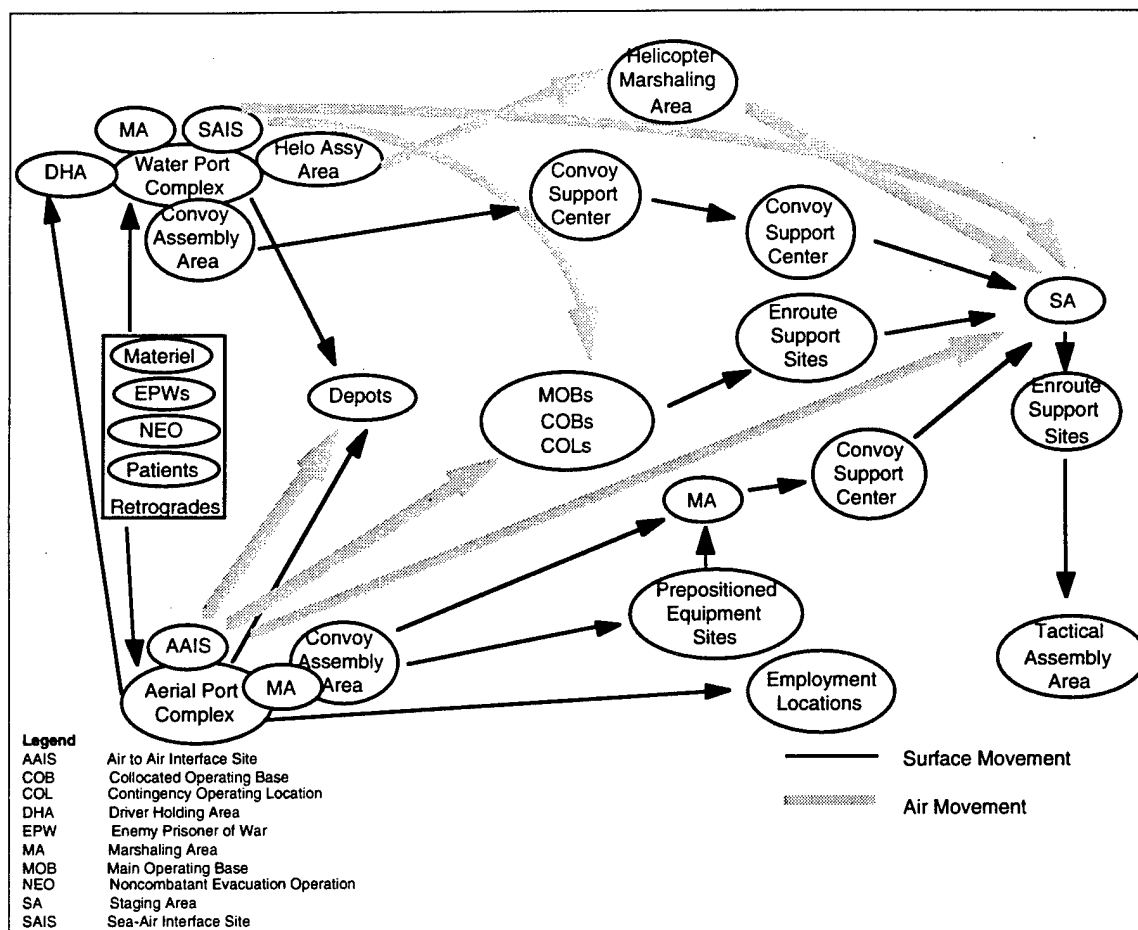 Helicopter
Marshaling
Area
MA
SAIS
Helo Assy
Area
DHA
Water Port
Complex
Convoy
Assembly
Area
Convoy
Support
Center
Convoy
Support
Center
SA
Materiel
EPWs
NEO
Patients
Retrogrades
Depots
MOBs
COBs
COLs
Enroute
Support
Sites
Enroute
Support
Sites
MA
Convoy
Support
Center
Prepositioned
Equipment
Sites
AAIS
Aerial Port
Complex
MA
Convoy
Assembly
Area
Employment
Locations
Tactical
Assembly
Area
Legend
AAIS Air to Air Interface Site
COB Collocated Operating Base
COL Contingency Operating Location
DHA Driver Holding Area
EPW Enemy Prisoner of War
MA Marshaling Area
MOB Main Operating Base
NEO Noncombatant Evacuation Operation
SA Staging Area
SAIS Sea-Air Interface Site
Surface Movement
Air Movement